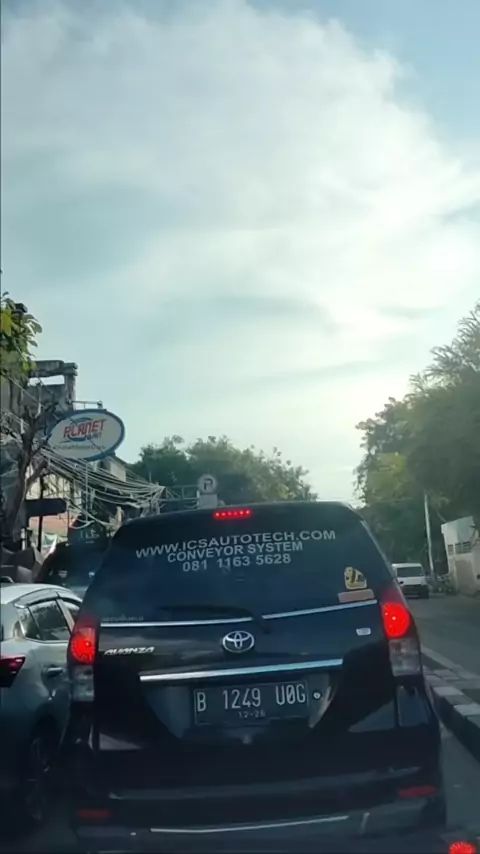 PLANET
P
WWW.ICSAUTOTECH.COM
CONVEYOR SYSTEM
081 1163 5628
AVANZA
B 1249 UOG
12·26